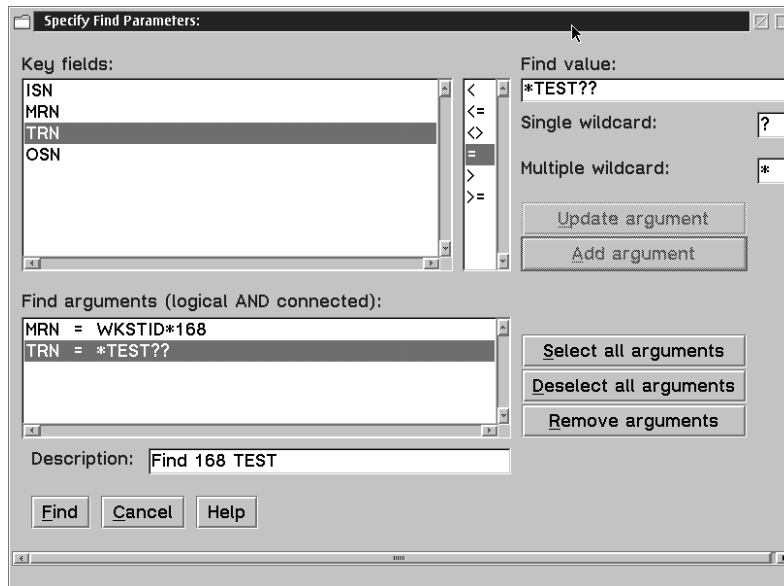 Specify Find Parameters:
Key fields:
ISN
MRN
TRN
OSN
<
<=
<>
=
>
>=
Find value:
*TEST??
Single wildcard:
?
Multiple wildcard:
*
Update argument
Add argument
Find arguments (logical AND connected):
MRN = WKSTID*168
TRN = *TEST??
Select all arguments
Deselect all arguments
Remove arguments
Description:
Find 168 TEST
Find
Cancel
Help